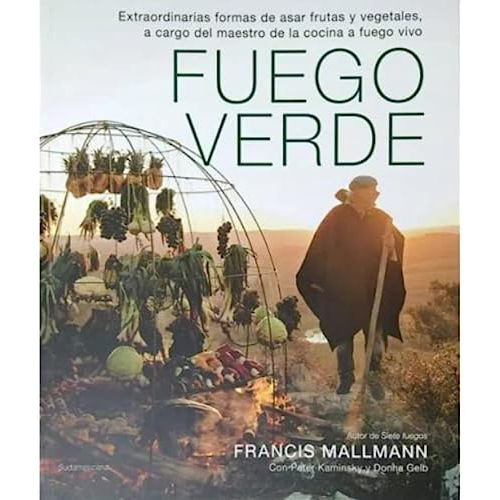 Extraordinarias formas de asar frutas y vegetales,
a cargo del maestro de la cocina a fuego vivo
FUEGO
VERDE
Autor de Siete fuegos
FRANCIS MALLMANN
Con Peter Kaminsky y Donna Gelb
Sudamericana